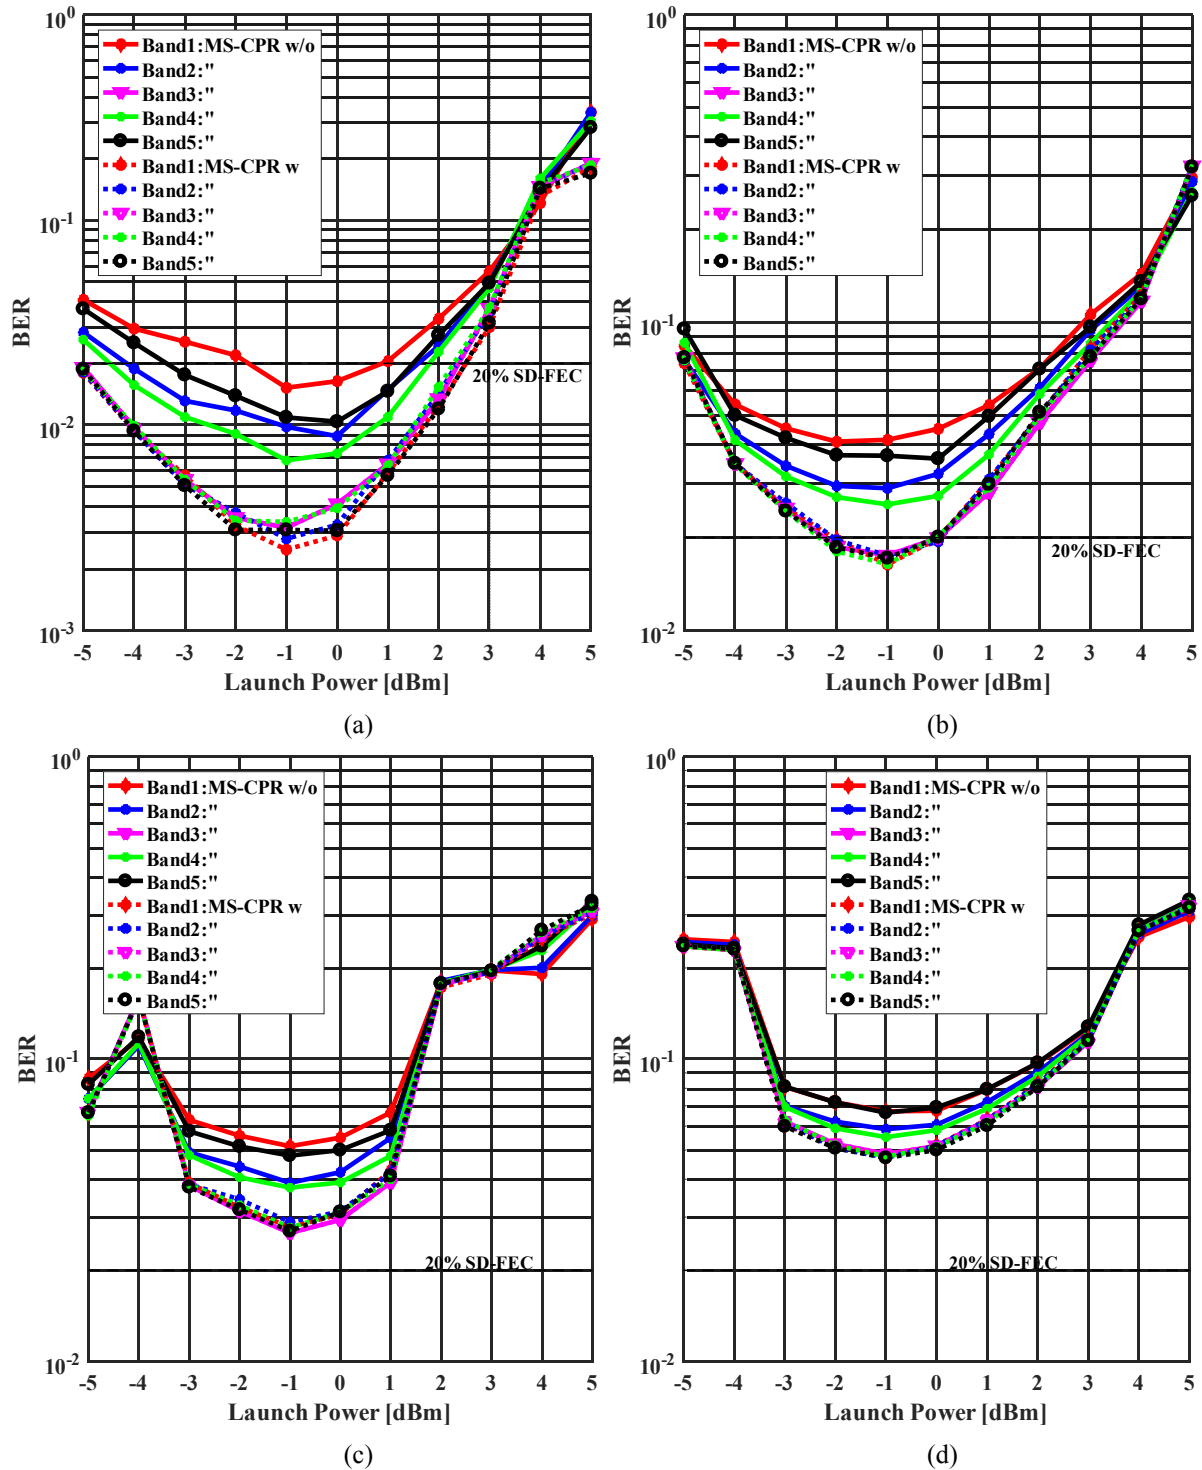 10^0
Band1:MS-CPR w/o
Band2:"
Band3:"
Band4:"
Band5:"
Band1:MS-CPR w
Band2:"
Band3:"
Band4:"
Band5:"
10^-1
BER
20% SD-FEC
10^-2
10^-3
-5 -4 -3 -2 -1 0 1 2 3 4 5
Launch Power [dBm]
(a)
10^0
Band1:MS-CPR w/o
Band2:"
Band3:"
Band4:"
Band5:"
Band1:MS-CPR w
Band2:"
Band3:"
Band4:"
Band5:"
BER
10^-1
20% SD-FEC
10^-2
-5 -4 -3 -2 -1 0 1 2 3 4 5
Launch Power [dBm]
(b)
10^0
Band1:MS-CPR w/o
Band2:"
Band3:"
Band4:"
Band5:"
Band1:MS-CPR w
Band2:"
Band3:"
Band4:"
Band5:"
BER
10^-1
20% SD-FEC
10^-2
-5 -4 -3 -2 -1 0 1 2 3 4 5
Launch Power [dBm]
(c)
10^0
Band1:MS-CPR w/o
Band2:"
Band3:"
Band4:"
Band5:"
Band1:MS-CPR w
Band2:"
Band3:"
Band4:"
Band5:"
BER
10^-1
20% SD-FEC
10^-2
-5 -4 -3 -2 -1 0 1 2 3 4 5
Launch Power [dBm]
(d)